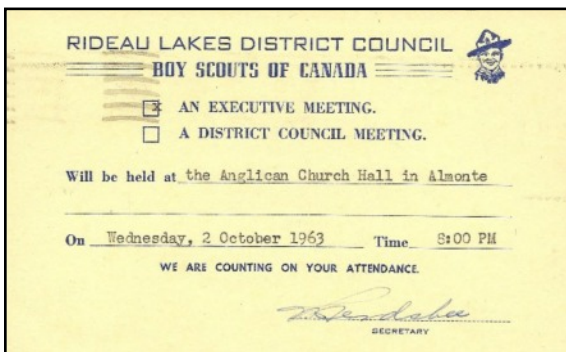 RIDEAU LAKES DISTRICT COUNCIL
BOY SCOUTS OF CANADA
x AN EXECUTIVE MEETING.
A DISTRICT COUNCIL MEETING.
Will be held at the Anglican Church Hall in Almonte
On Wednesday, 2 October 1963 Time 8:00 PM
WE ARE COUNTING ON YOUR ATTENDANCE.
SECRETARY